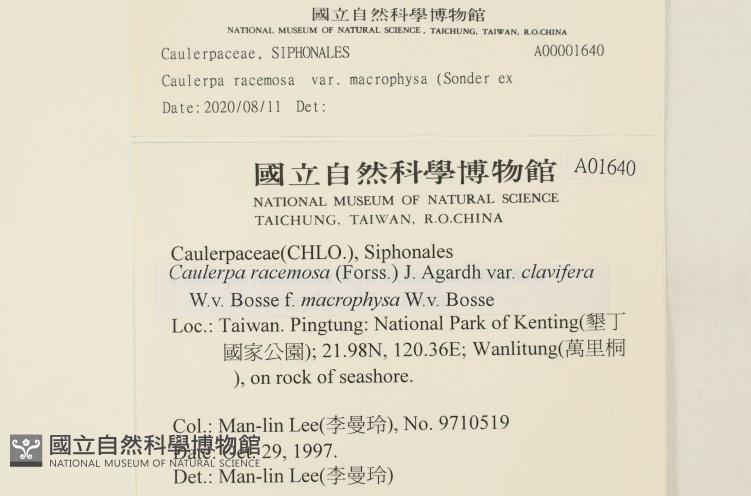 國立自然科學博物館
NATIONAL MUSEUM OF NATURAL SCIENCE, TAICHUNG, TAIWAN, R.O.CHINA
Caulerpaceae, SIPHONALES A00001640
Caulerpa racemosa var. macrophysa (Sonder ex
Date:2020/08/11 Det:
國立自然科學博物館 A01640
NATIONAL MUSEUM OF NATURAL SCIENCE
TAICHUNG, TAIWAN, R.O.CHINA
Caulerpaceae(CHLO.), Siphonales
Caulerpa racemosa (Forss.) J. Agardh var. clavifera
W.v. Bosse f. macrophysa W.v. Bosse
Loc.: Taiwan. Pingtung: National Park of Kenting(墾丁
國家公園); 21.98N, 120.36E; Wanlitung(萬里桐
), on rock of seashore.
Col.: Man-lin Lee(李曼玲), No. 9710519
Date: Oct. 29, 1997.
Det.: Man-lin Lee(李曼玲)
國立自然科學博物館
NATIONAL MUSEUM OF NATURAL SCIENCE